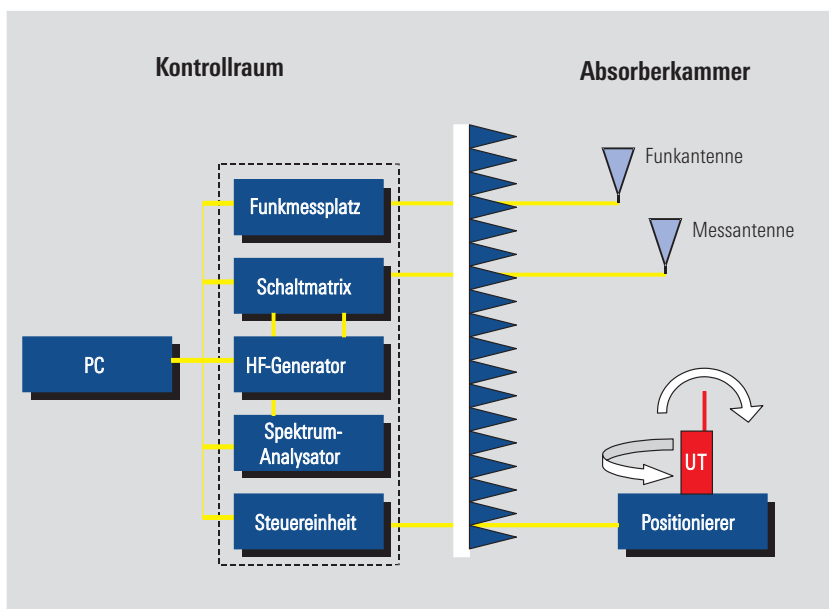 Kontrollraum
Absorberkammer
Funkantenne
Funkmessplatz
Messantenne
Schaltmatrix
PC
HF-Generator
Spektrum-
Analysator
UT
Steuereinheit
Positionierer